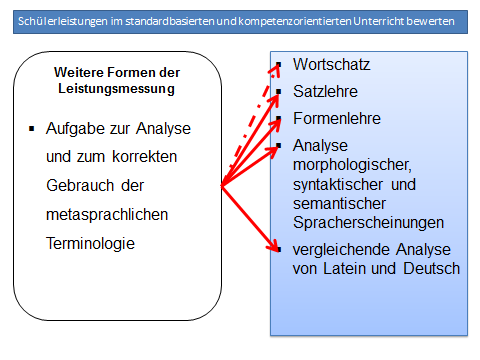 Schülerleistungen im standardbasierten und kompetenzorientierten Unterricht bewerten
Weitere Formen der
Leistungsmessung
▪ Aufgabe zur Analyse
und zum korrekten
Gebrauch der
metasprachlichen
Terminologie
▪ Wortschatz
▪ Satzlehre
▪ Formenlehre
▪ Analyse
morphologischer,
syntaktischer und
semantischer
Spracherscheinungen
▪ vergleichende Analyse
von Latein und Deutsch